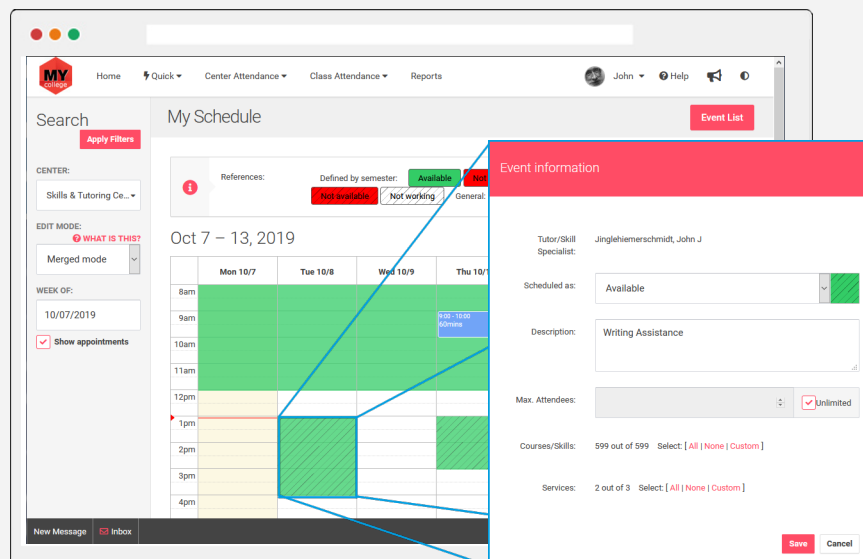 MY
college
Home
Quick
Center Attendance
Class Attendance
Reports
John
Help
Search
Apply Filters
CENTER:
Skills & Tutoring Ce...
EDIT MODE:
WHAT IS THIS?
Merged mode
WEEK OF:
10/07/2019
Show appointments
My Schedule
Event List
References:
Defined by semester:
Available
Not
Not available
Not working
General:
Oct 7 – 13, 2019
Mon 10/7
Tue 10/8
Wed 10/9
Thu 10/1
8am
9am
9:00 - 10:00
60mins
10am
11am
12pm
1pm
2pm
3pm
4pm
New Message
Inbox
Event information
Tutor/Skill
Specialist:
Jinglehiemerschmidt, John J
Scheduled as:
Available
Description:
Writing Assistance
Max. Attendees:
Unlimited
Courses/Skills:
599 out of 599 Select: [ All | None | Custom ]
Services:
2 out of 3 Select: [ All | None | Custom ]
Save
Cancel